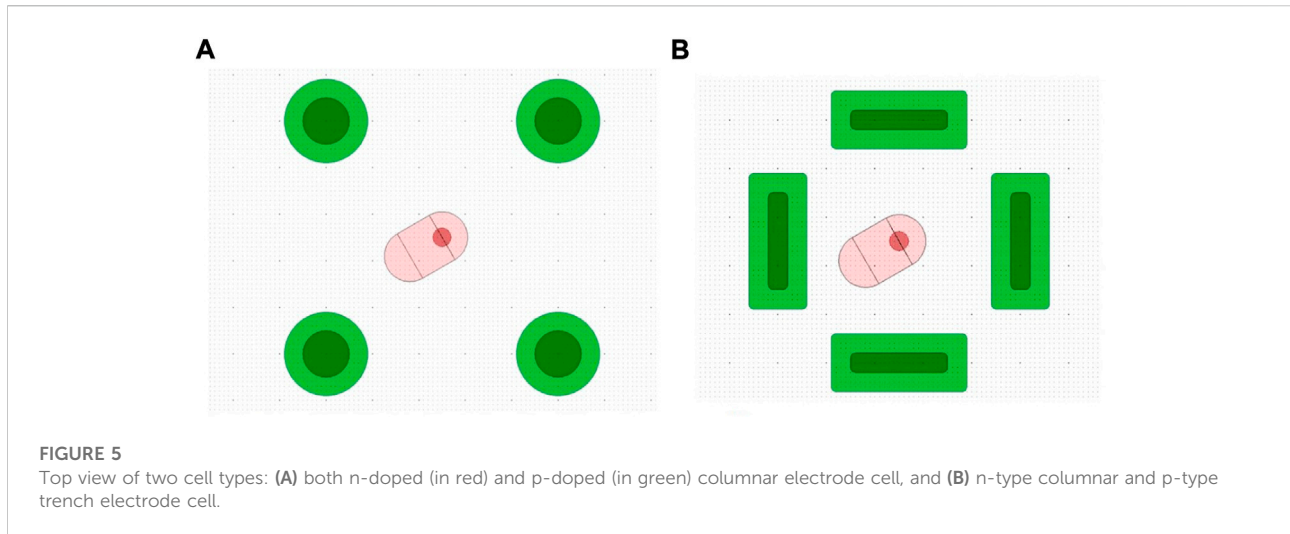 A
B
FIGURE 5
Top view of two cell types: (A) both n-doped (in red) and p-doped (in green) columnar electrode cell, and (B) n-type columnar and p-type
trench electrode cell.